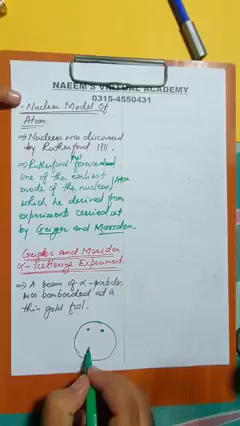 NAEEM'S VIRTUAL ACADEMY
0315-4550431
· Nuclear Model Of
Atom:
⇒ Nucleus was discovered
by Rutherford 1911.
⇒ Rutherford put forward
one of the earliest
mode of the nucleus/Atom
which he derived from
experiments carried at
by Geiger and Marsden.
Geiger and Marsden
α-Scattering Experiment.
⇒ A beam of α-particles
was bombarded at a
thin gold foil.